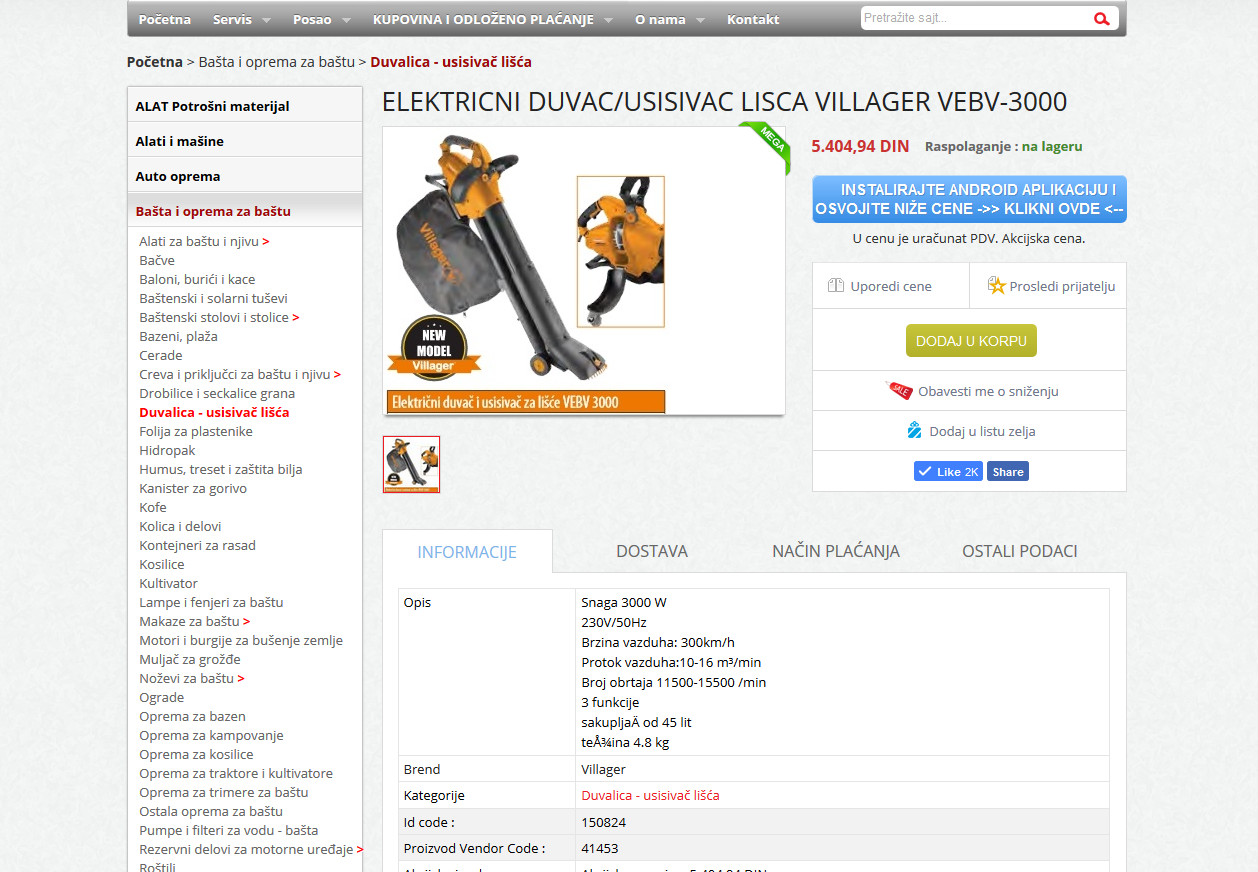 Početna Servis Posao KUPOVINA I ODLOŽENO PLAĆANJE O nama Kontakt Pretražite sajt...
Početna > Bašta i oprema za baštu > Duvalica - usisivač lišća
ALAT Potrošni materijal
Alati i mašine
Auto oprema
Bašta i oprema za baštu
Alati za baštu i njivu >
Bačve
Baloni, burići i kace
Baštenski i solarni tuševi
Baštenski stolovi i stolice >
Bazeni, plaža
Cerade
Creva i priključci za baštu i njivu >
Drobilice i seckalice grana
Duvalica - usisivač lišća
Folija za plastenike
Hidropak
Humus, treset i zaštita bilja
Kanister za gorivo
Kofe
Kolica i delovi
Kontejneri za rasad
Kosilice
Kultivator
Lampe i fenjeri za baštu
Makaze za baštu >
Motori i burgije za bušenje zemlje
Muljač za grožđe
Noževi za baštu >
Ograde
Oprema za bazen
Oprema za kampovanje
Oprema za kosilice
Oprema za traktore i kultivatore
Oprema za trimere za baštu
Ostala oprema za baštu
Pumpe i filteri za vodu - bašta
Rezervni delovi za motorne uređaje >
Roštilj
ELEKTRICNI DUVAC/USISIVAC LISCA VILLAGER VEBV-3000
MEGA
Villager
NEW
MODEL
Villager
Električni duvač i usisivač za lišće VEBV 3000
5.404,94 DIN Raspolaganje : na lageru
INSTALIRAJTE ANDROID APLIKACIJU I
OSVOJITE NIŽE CENE ->> KLIKNI OVDE <--
U cenu je uračunat PDV. Akcijska cena.
Uporedi cene Prosledi prijatelju
DODAJ U KORPU
SALE Obavesti me o sniženju
Dodaj u listu zelja
Like 2K Share
INFORMACIJE DOSTAVA NAČIN PLAĆANJA OSTALI PODACI
Opis Snaga 3000 W
230V/50Hz
Brzina vazduha: 300km/h
Protok vazduha:10-16 m³/min
Broj obrtaja 11500-15500 /min
3 funkcije
sakupljaÄ od 45 lit
teÅ¾ina 4.8 kg
Brend Villager
Kategorije Duvalica - usisivač lišća
Id code : 150824
Proizvod Vendor Code : 41453